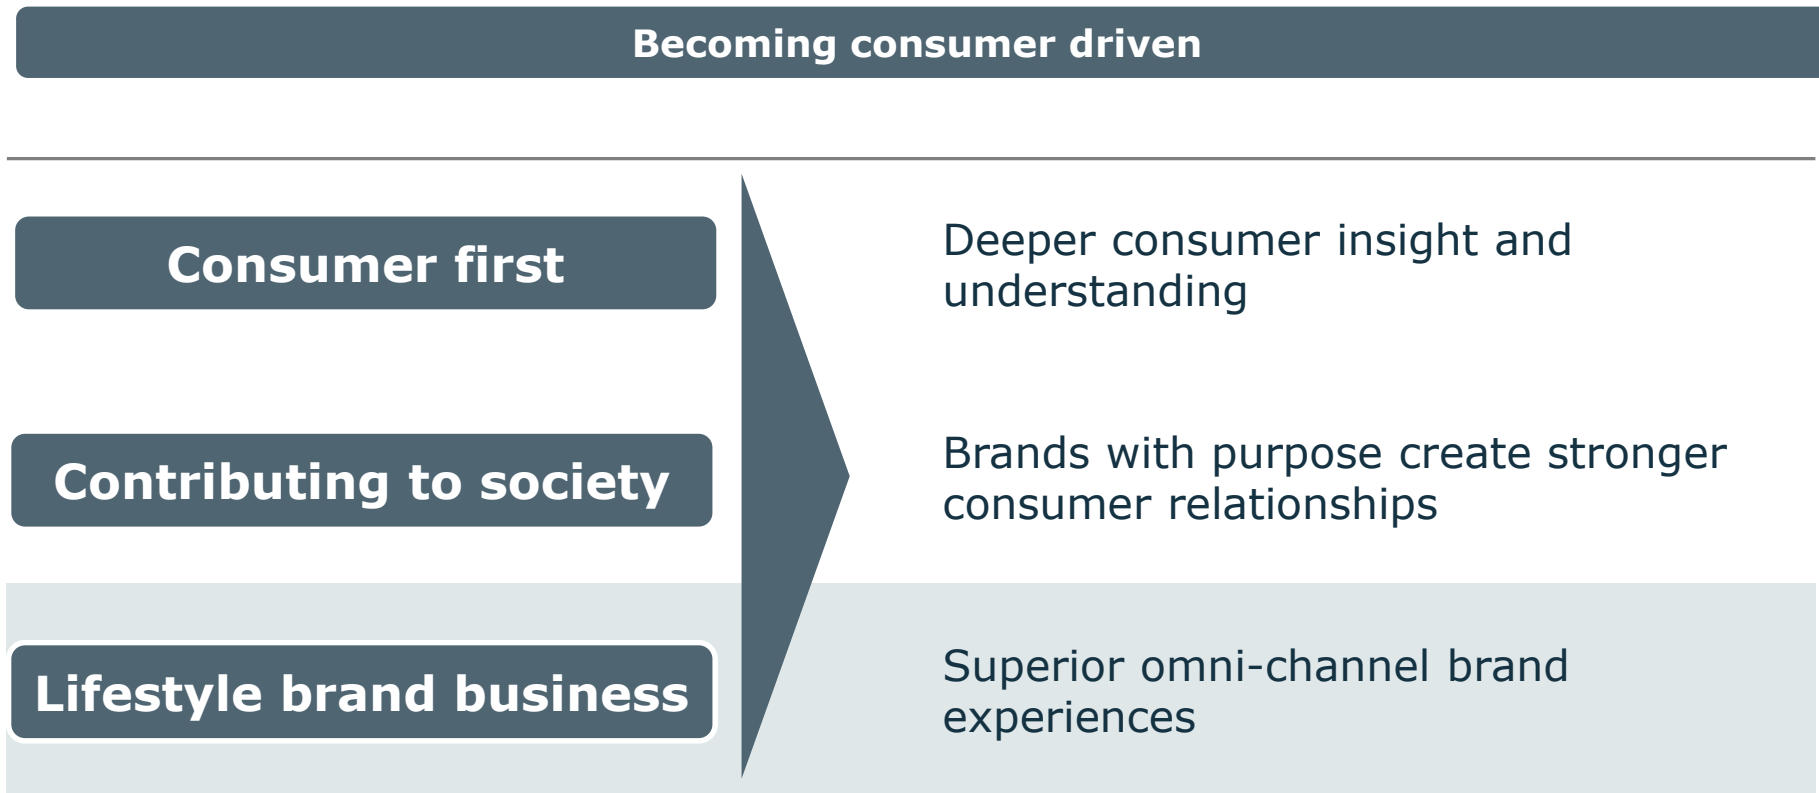 Becoming consumer driven
Consumer first
Deeper consumer insight and
understanding
Contributing to society
Brands with purpose create stronger
consumer relationships
Lifestyle brand business
Superior omni-channel brand
experiences